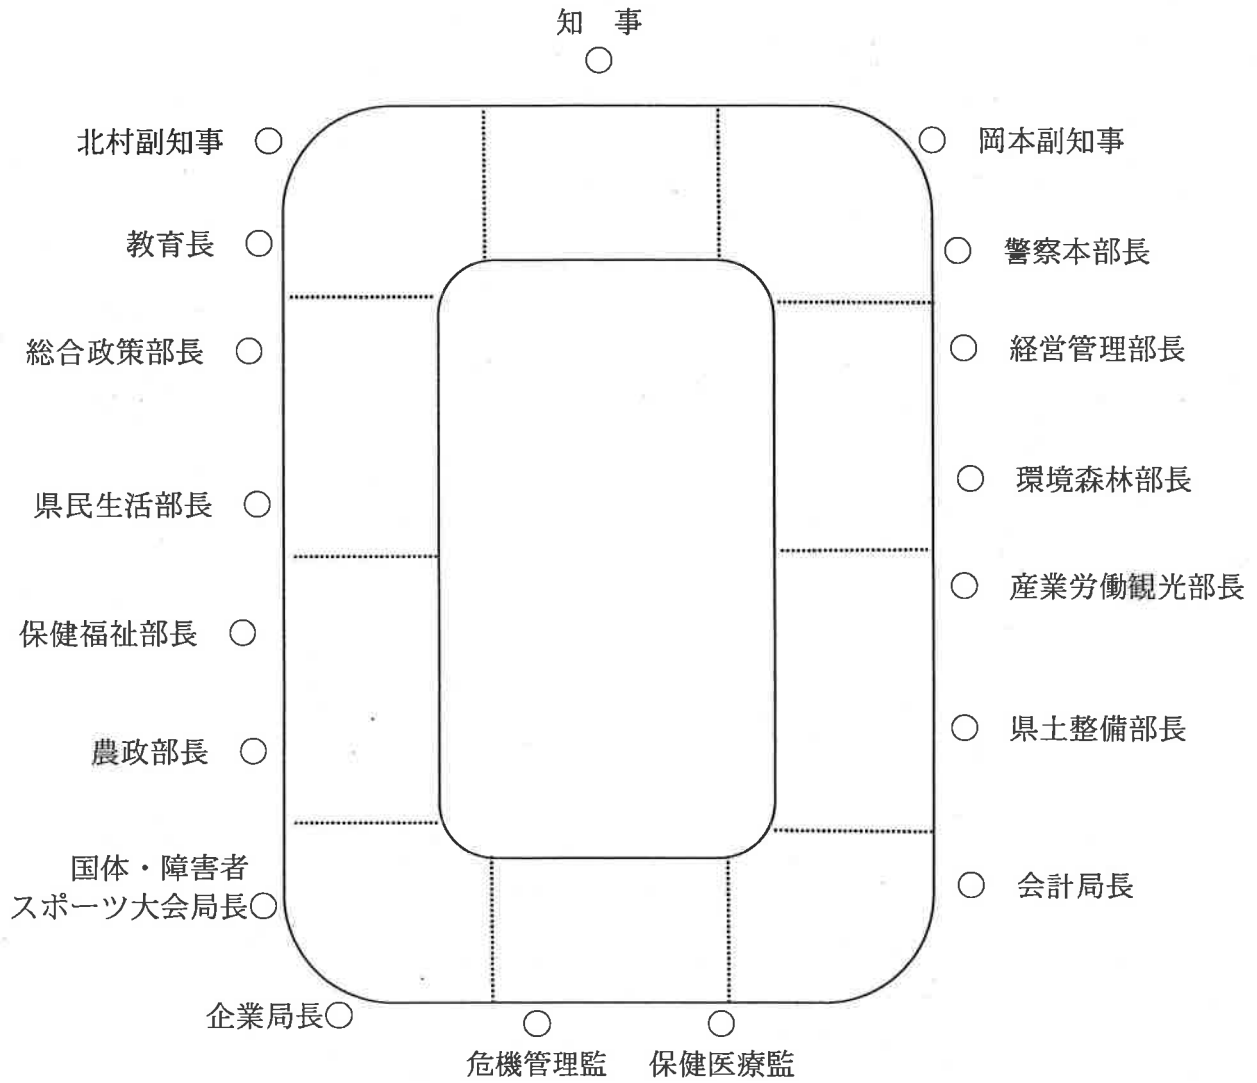 知　事
北村副知事
岡本副知事
教育長
警察本部長
総合政策部長
経営管理部長
県民生活部長
環境森林部長
産業労働観光部長
保健福祉部長
県土整備部長
農政部長
国体・障害者
スポーツ大会局長
会計局長
企業局長
危機管理監
保健医療監